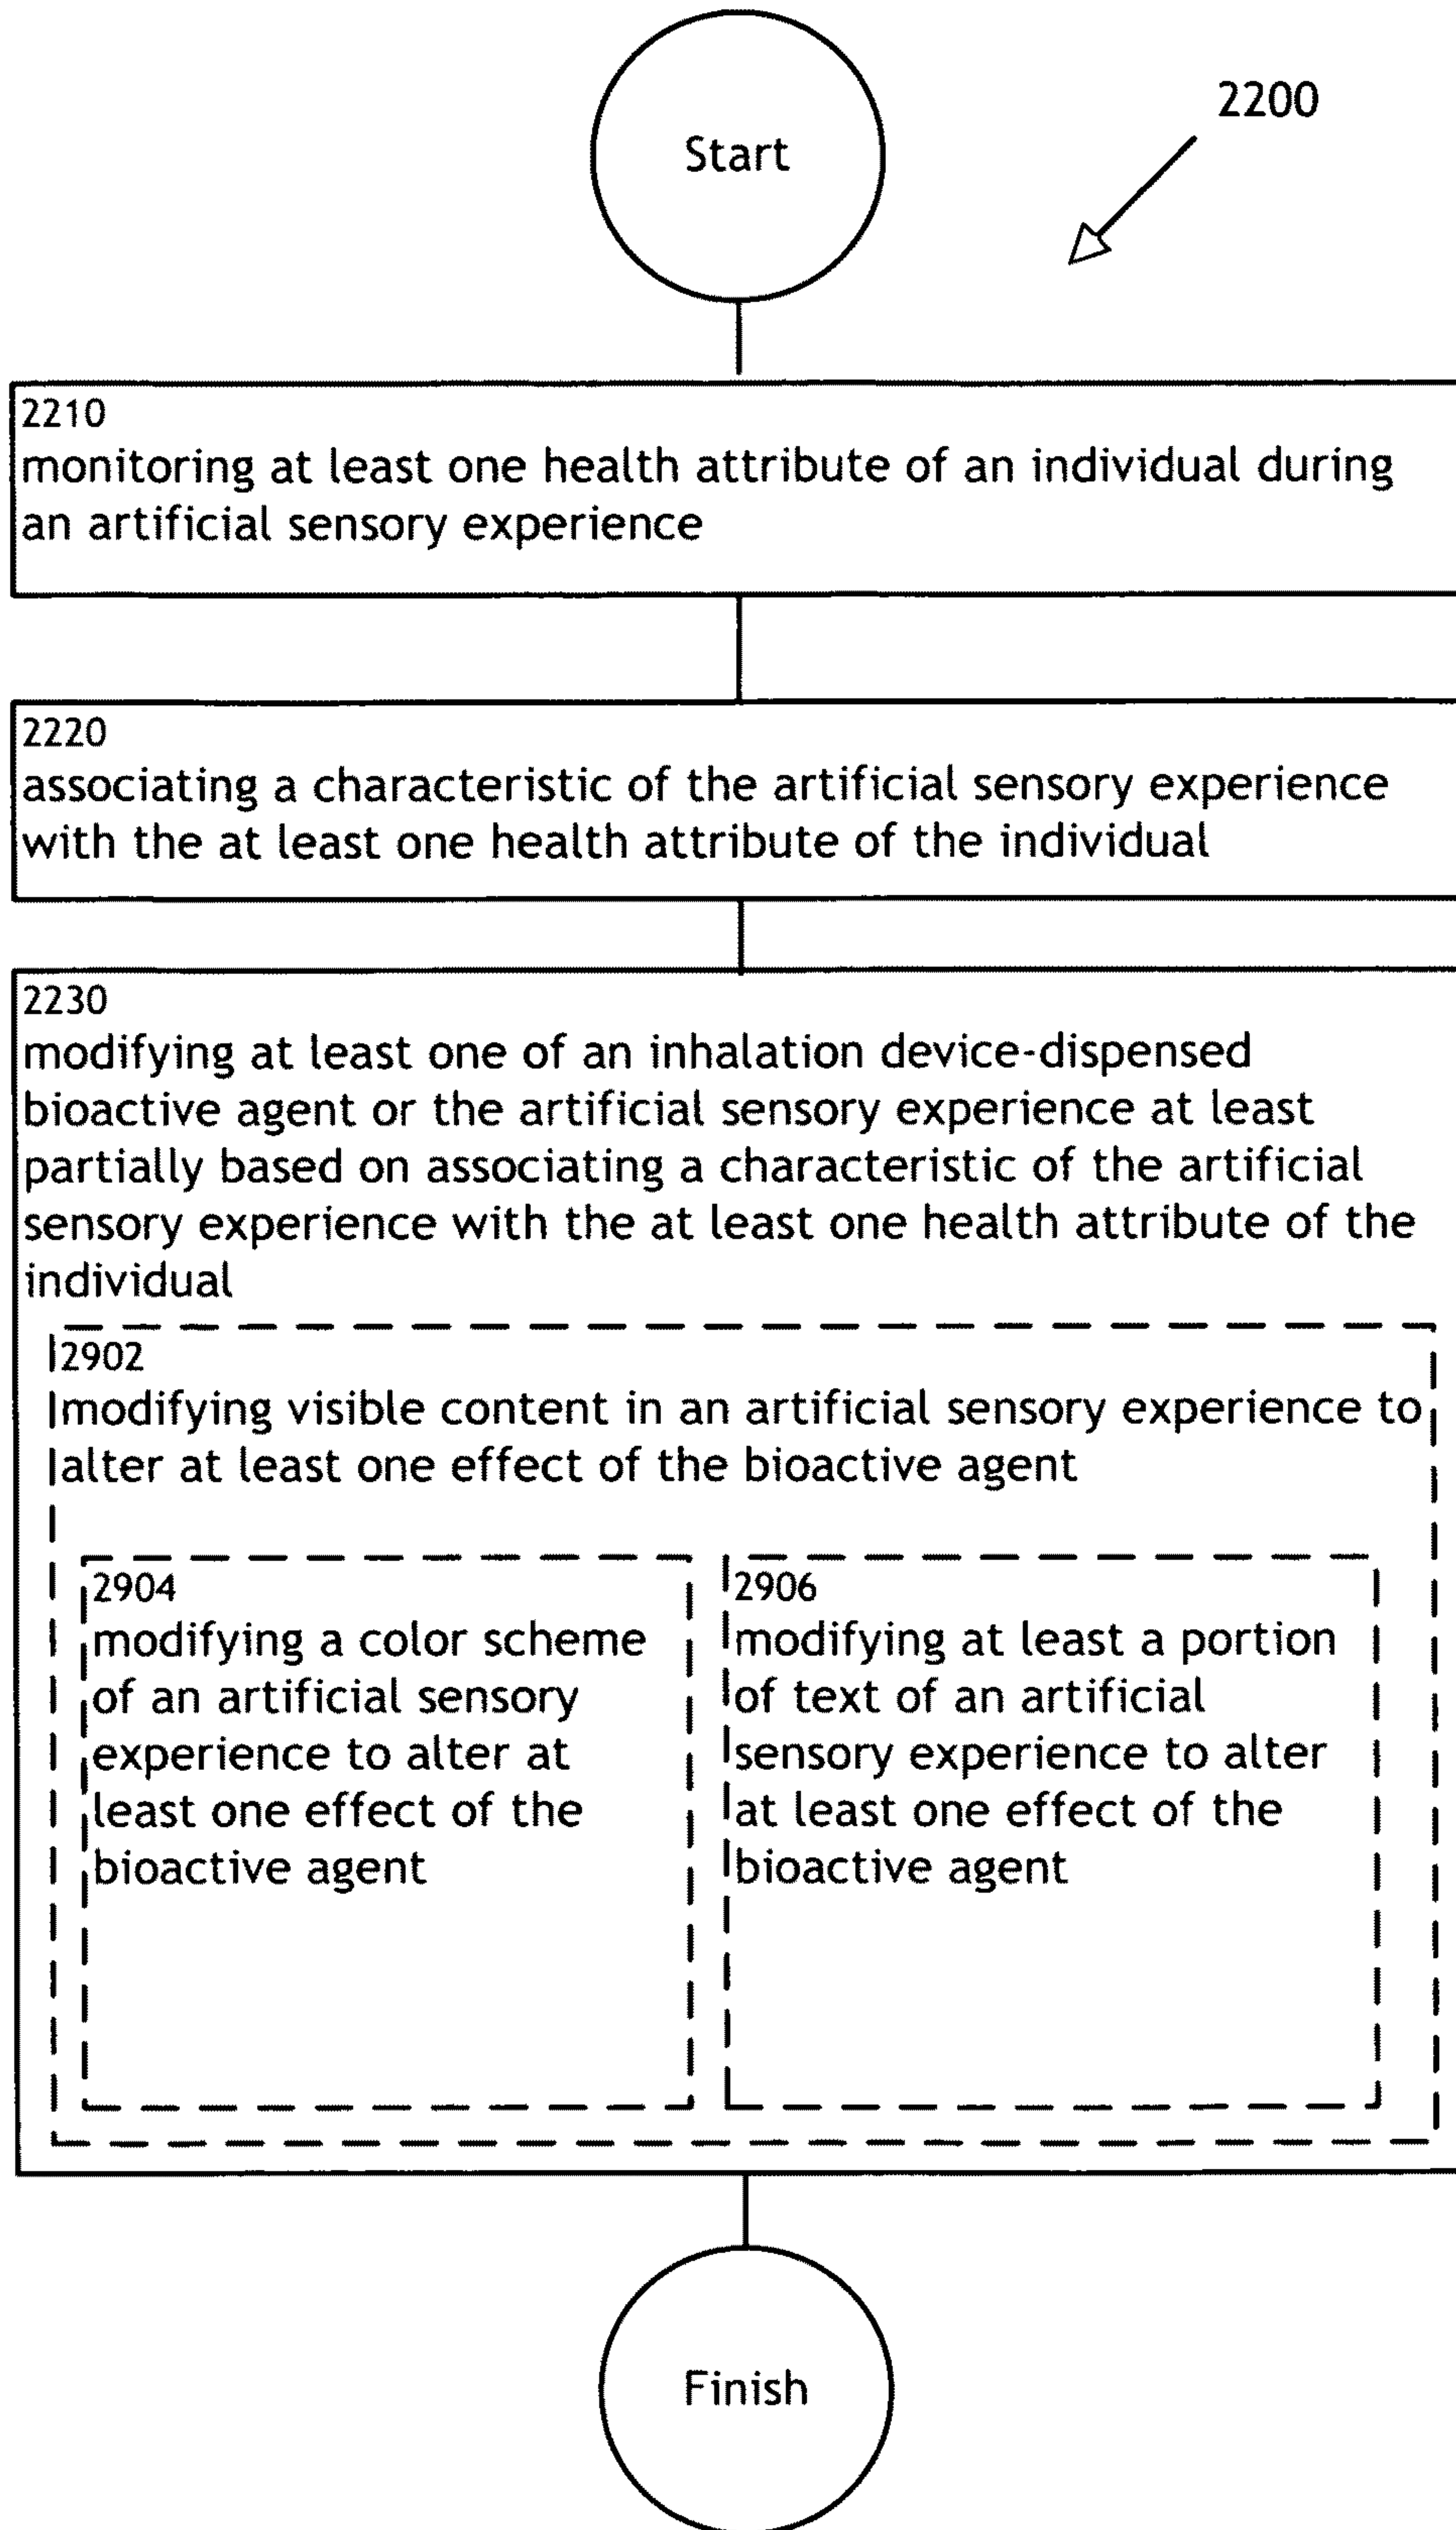 Start
2200
2210
monitoring at least one health attribute of an individual during
an artificial sensory experience
2220
associating a characteristic of the artificial sensory experience
with the at least one health attribute of the individual
2230
modifying at least one of an inhalation device-dispensed
bioactive agent or the artificial sensory experience at least
partially based on associating a characteristic of the artificial
sensory experience with the at least one health attribute of the
individual
2902
modifying visible content in an artificial sensory experience to
alter at least one effect of the bioactive agent
2904
modifying a color scheme
of an artificial sensory
experience to alter at
least one effect of the
bioactive agent
2906
modifying at least a portion
of text of an artificial
sensory experience to alter
at least one effect of the
bioactive agent
Finish